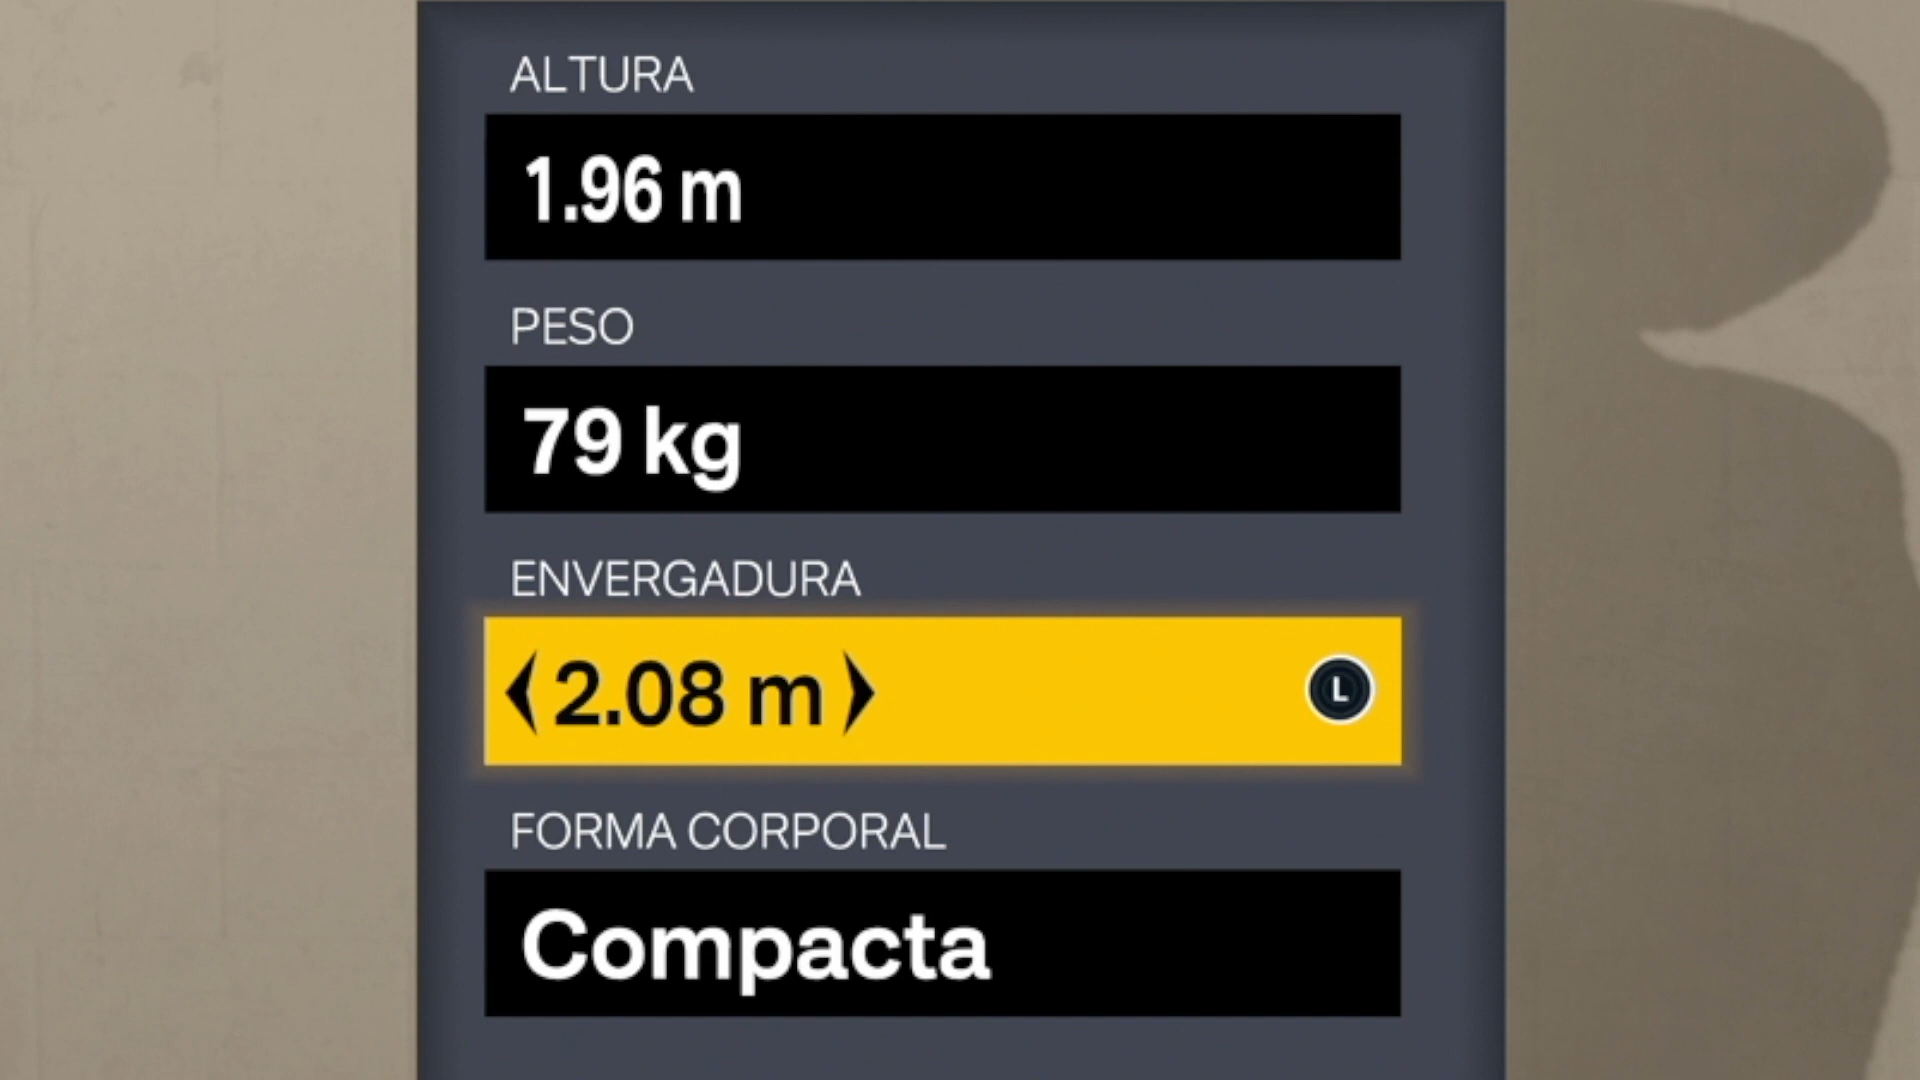 ALTURA
1.96 m
PESO
79 kg
ENVERGADURA
2.08 m
L
FORMA CORPORAL
Compacta